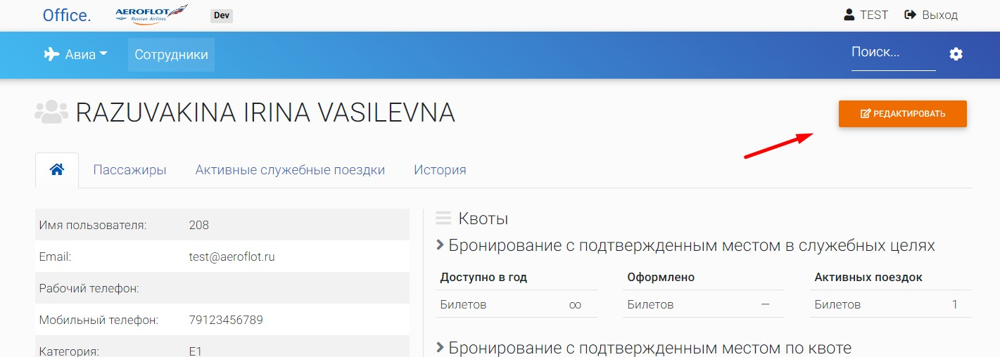 Office.
AEROFLOT
Russian Airlines
Dev
TEST
Выход
Авиа
Сотрудники
Поиск...
RAZUVAKINA IRINA VASILEVNA
РЕДАКТИРОВАТЬ
Пассажиры
Активные служебные поездки
История
Имя пользователя: 208
Email: test@aeroflot.ru
Рабочий телефон:
Мобильный телефон: 79123456789
Категория: E1
Квоты
Бронирование с подтвержденным местом в служебных целях
Доступно в год Оформлено Активных поездок
Билетов ∞ Билетов — Билетов 1
Бронирование с подтвержденным местом по квоте